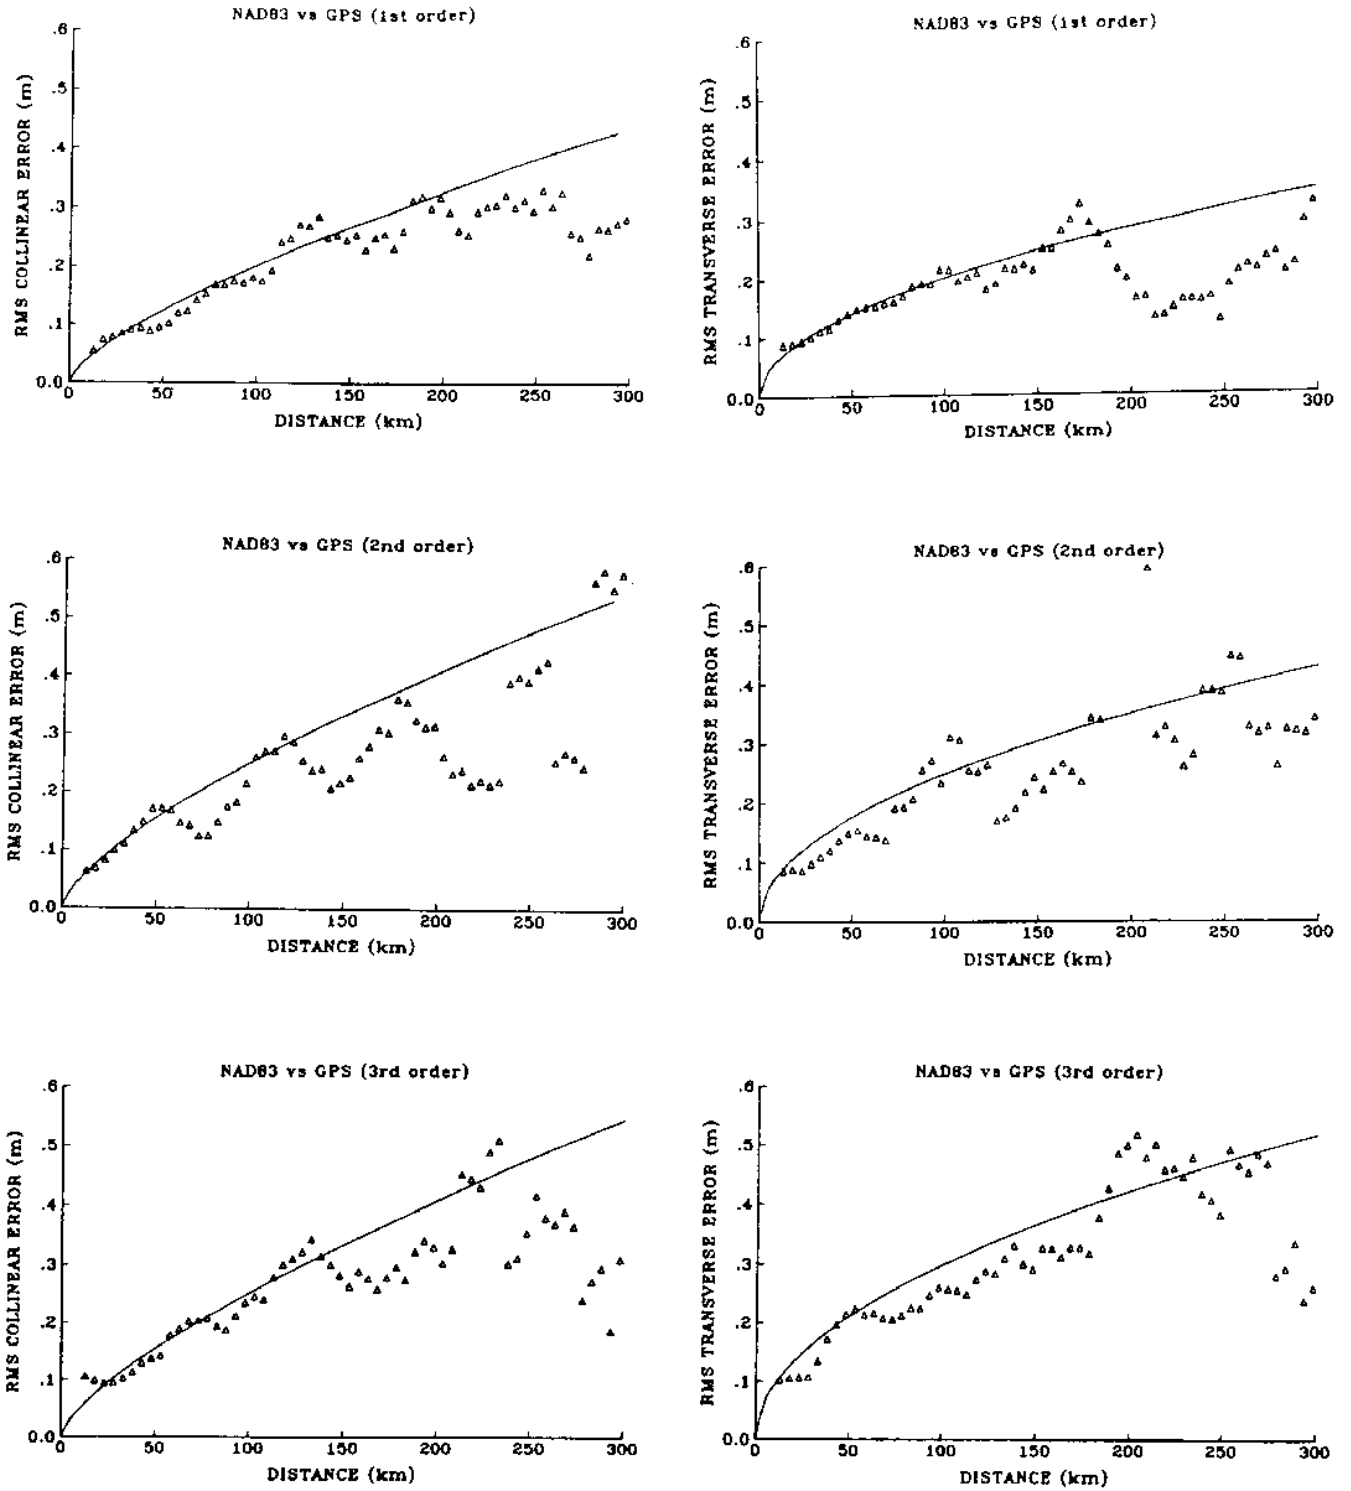 NAD83 vs GPS (1st order)
RMS COLLINEAR ERROR (m)
.6
.5
.4
.3
.2
.1
0.0
0 50 100 150 200 250 300
DISTANCE (km)
NAD83 vs GPS (1st order)
RMS TRANSVERSE ERROR (m)
.6
.5
.4
.3
.2
.1
0.0
0 50 100 150 200 250 300
DISTANCE (km)
NAD83 vs GPS (2nd order)
RMS COLLINEAR ERROR (m)
.6
.5
.4
.3
.2
.1
0.0
0 50 100 150 200 250 300
DISTANCE (km)
NAD83 vs GPS (2nd order)
RMS TRANSVERSE ERROR (m)
.6
.5
.4
.3
.2
.1
0.0
0 50 100 150 200 250 300
DISTANCE (km)
NAD83 vs GPS (3rd order)
RMS COLLINEAR ERROR (m)
.6
.5
.4
.3
.2
.1
0.0
0 50 100 150 200 250 300
DISTANCE (km)
NAD83 vs GPS (3rd order)
RMS TRANSVERSE ERROR (m)
.6
.5
.4
.3
.2
.1
0.0
0 50 100 150 200 250 300
DISTANCE (km)